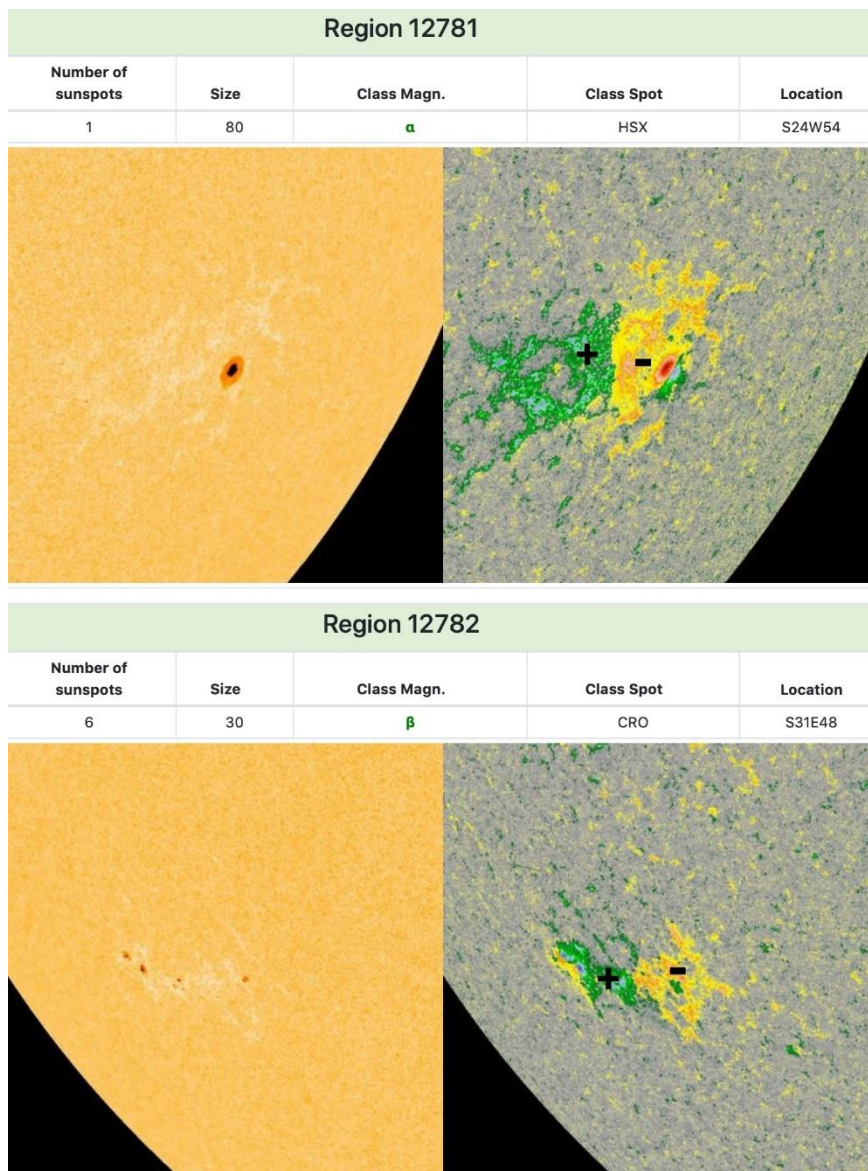 Region 12781
Number of sunspots Size Class Magn. Class Spot Location
1 80 α HSX S24W54
+ -
Region 12782
Number of sunspots Size Class Magn. Class Spot Location
6 30 β CRO S31E48
+ -